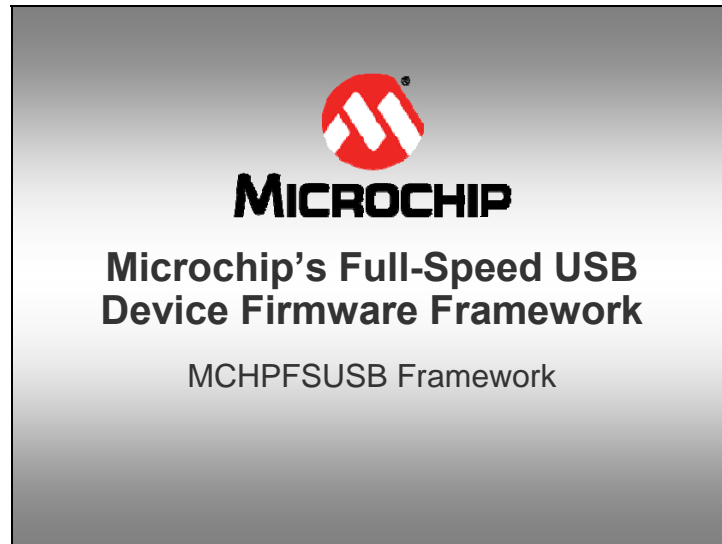 MICROCHIP
Microchip’s Full-Speed USB
Device Firmware Framework
MCHPFSUSB Framework